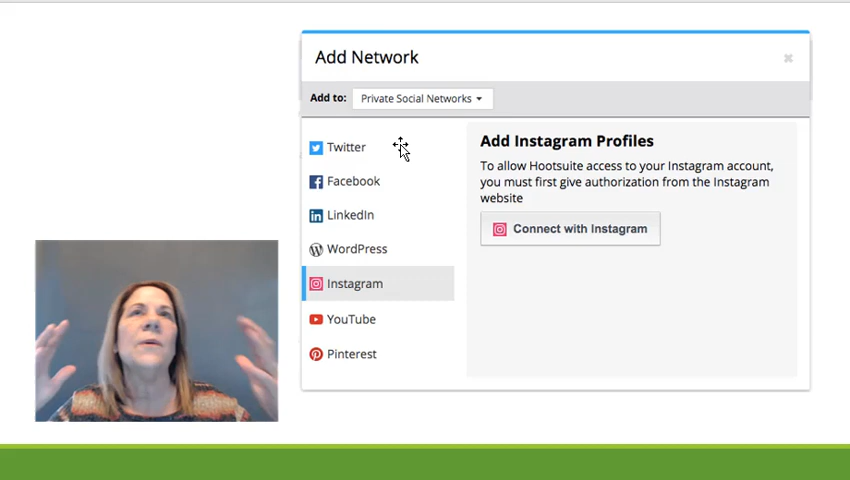 Add Network
Add to: Private Social Networks
Twitter
Facebook
LinkedIn
WordPress
Instagram
YouTube
Pinterest
Add Instagram Profiles
To allow Hootsuite access to your Instagram account,
you must first give authorization from the Instagram
website
Connect with Instagram